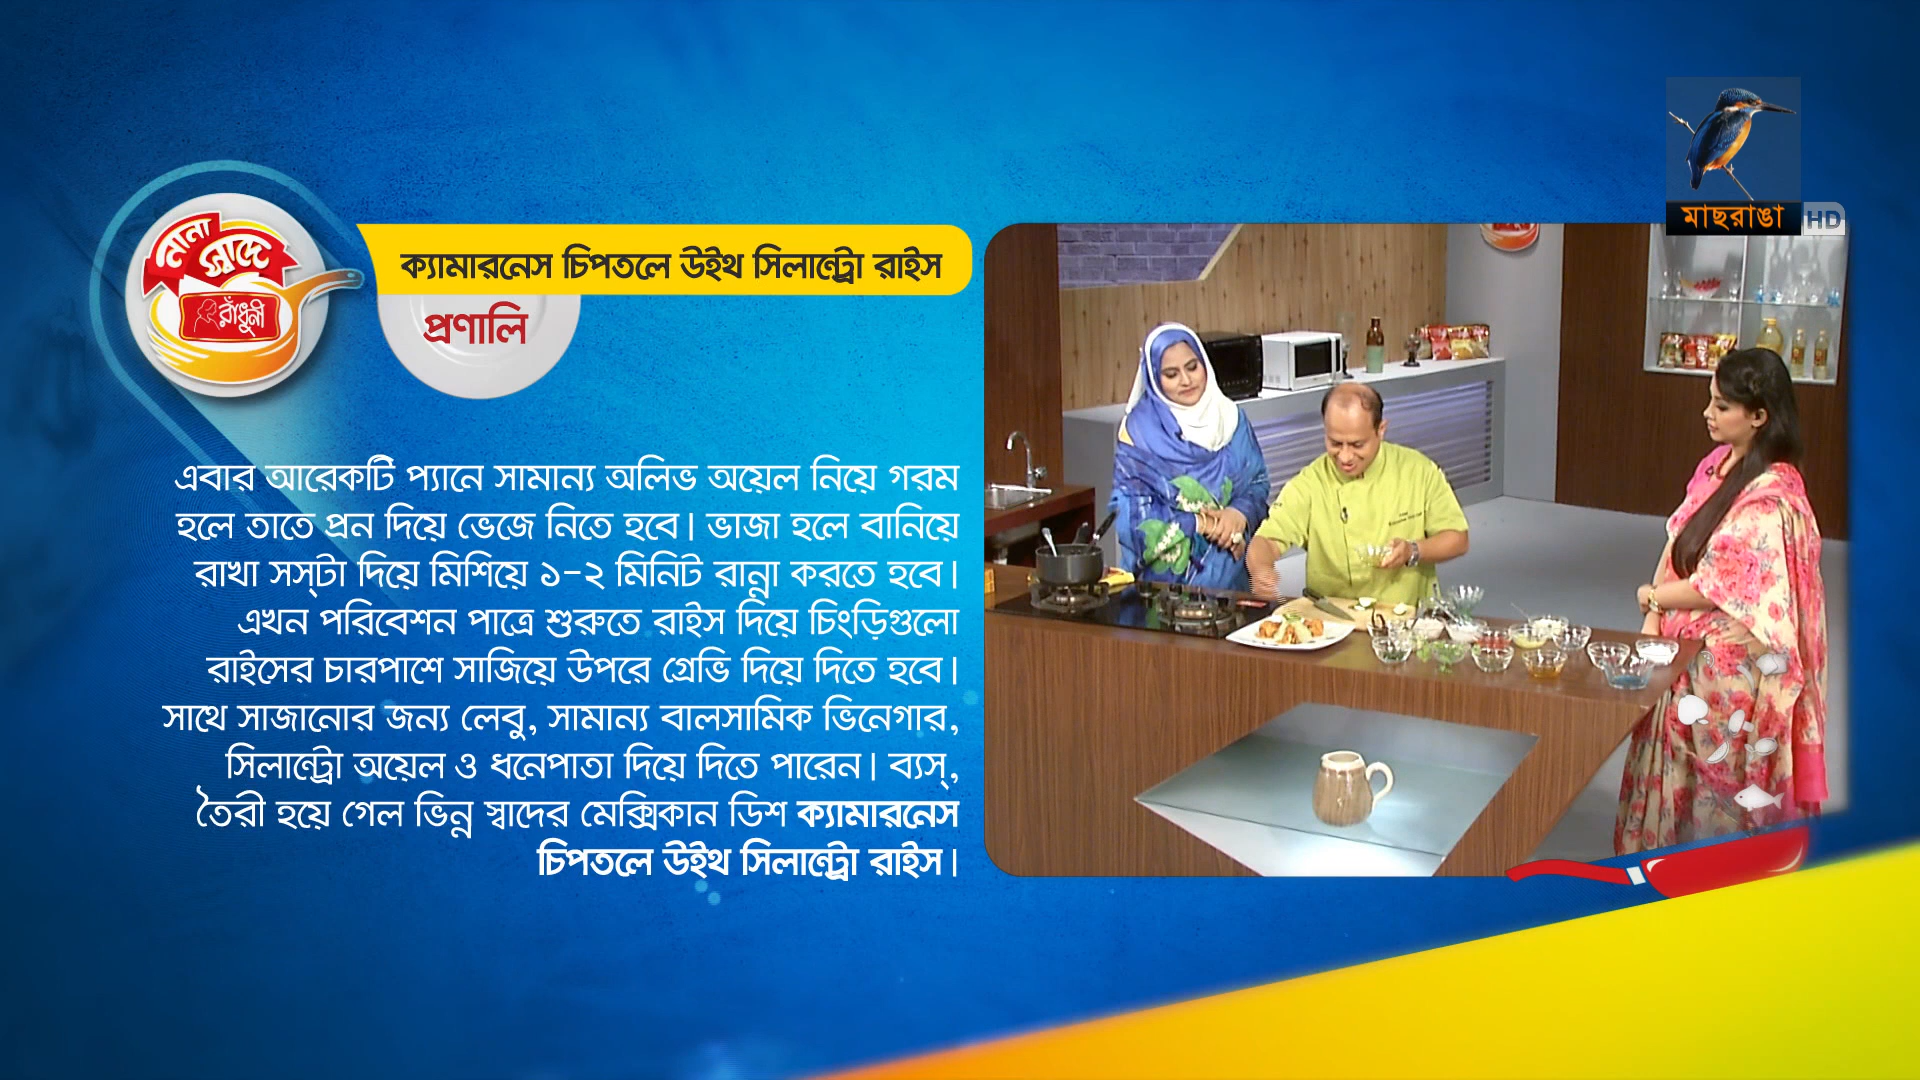 নানা
স্বাদে
রাঁধুনী
ক্যামারনেস চিপতলে উইথ সিলান্ট্রো রাইস
প্রণালি
এবার আরেকটি প্যানে সামান্য অলিভ অয়েল নিয়ে গরম
হলে তাতে প্রন দিয়ে ভেজে নিতে হবে। ভাজা হলে বানিয়ে
রাখা সস্‌টা দিয়ে মিশিয়ে ১-২ মিনিট রান্না করতে হবে।
এখন পরিবেশন পাত্রে শুরুতে রাইস দিয়ে চিংড়িগুলো
রাইসের চারপাশে সাজিয়ে উপরে গ্রেভি দিয়ে দিতে হবে।
সাথে সাজানোর জন্য লেবু, সামান্য বালসামিক ভিনেগার,
সিলান্ট্রো অয়েল ও ধনেপাতা দিয়ে দিতে পারেন। ব্যস্,
তৈরী হয়ে গেল ভিন্ন স্বাদের মেক্সিকান ডিশ ক্যামারনেস
চিপতলে উইথ সিলান্ট্রো রাইস।
মাছরাঙা HD